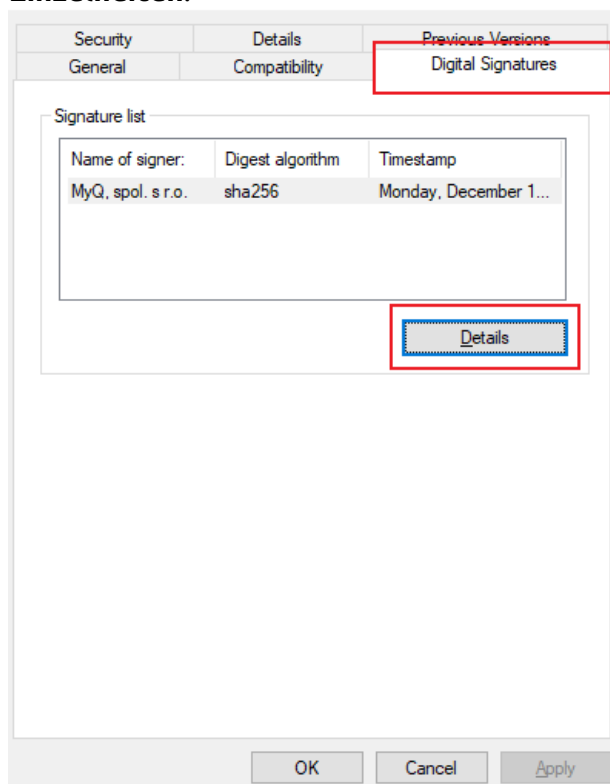 Einzelheiten.
Security Details Previous Versions
General Compatibility Digital Signatures
Signature list
Name of signer: Digest algorithm Timestamp
MyQ, spol. s r.o. sha256 Monday, December 1...
Details
OK Cancel Apply